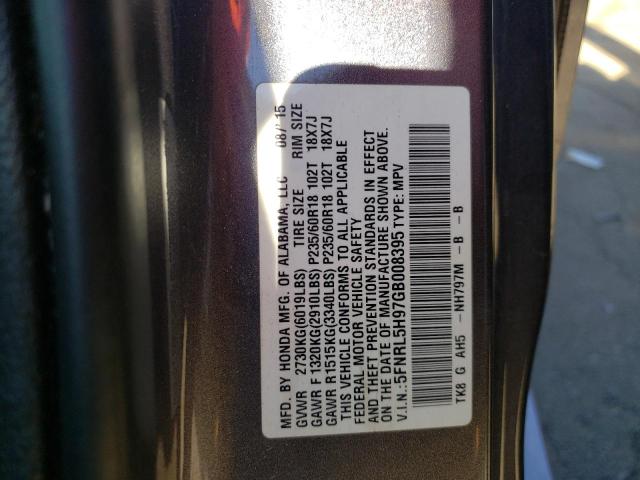 MFD. BY HONDA MFG. OF ALABAMA, LLC 08/15
GVWR 2730KG(6019LBS) TIRE SIZE RIM SIZE
GAWR F 1320KG(2910LBS) P235/60R18 102T 18X7J
GAWR R1515KG(3340LBS) P235/60R18 102T 18X7J
THIS VEHICLE CONFORMS TO ALL APPLICABLE
FEDERAL MOTOR VEHICLE SAFETY
AND THEFT PREVENTION STANDARDS IN EFFECT
ON THE DATE OF MANUFACTURE SHOWN ABOVE.
V.I.N.:5FNRL5H97GB008395 TYPE: MPV
TK8 G AH5 -NH797M -B -B